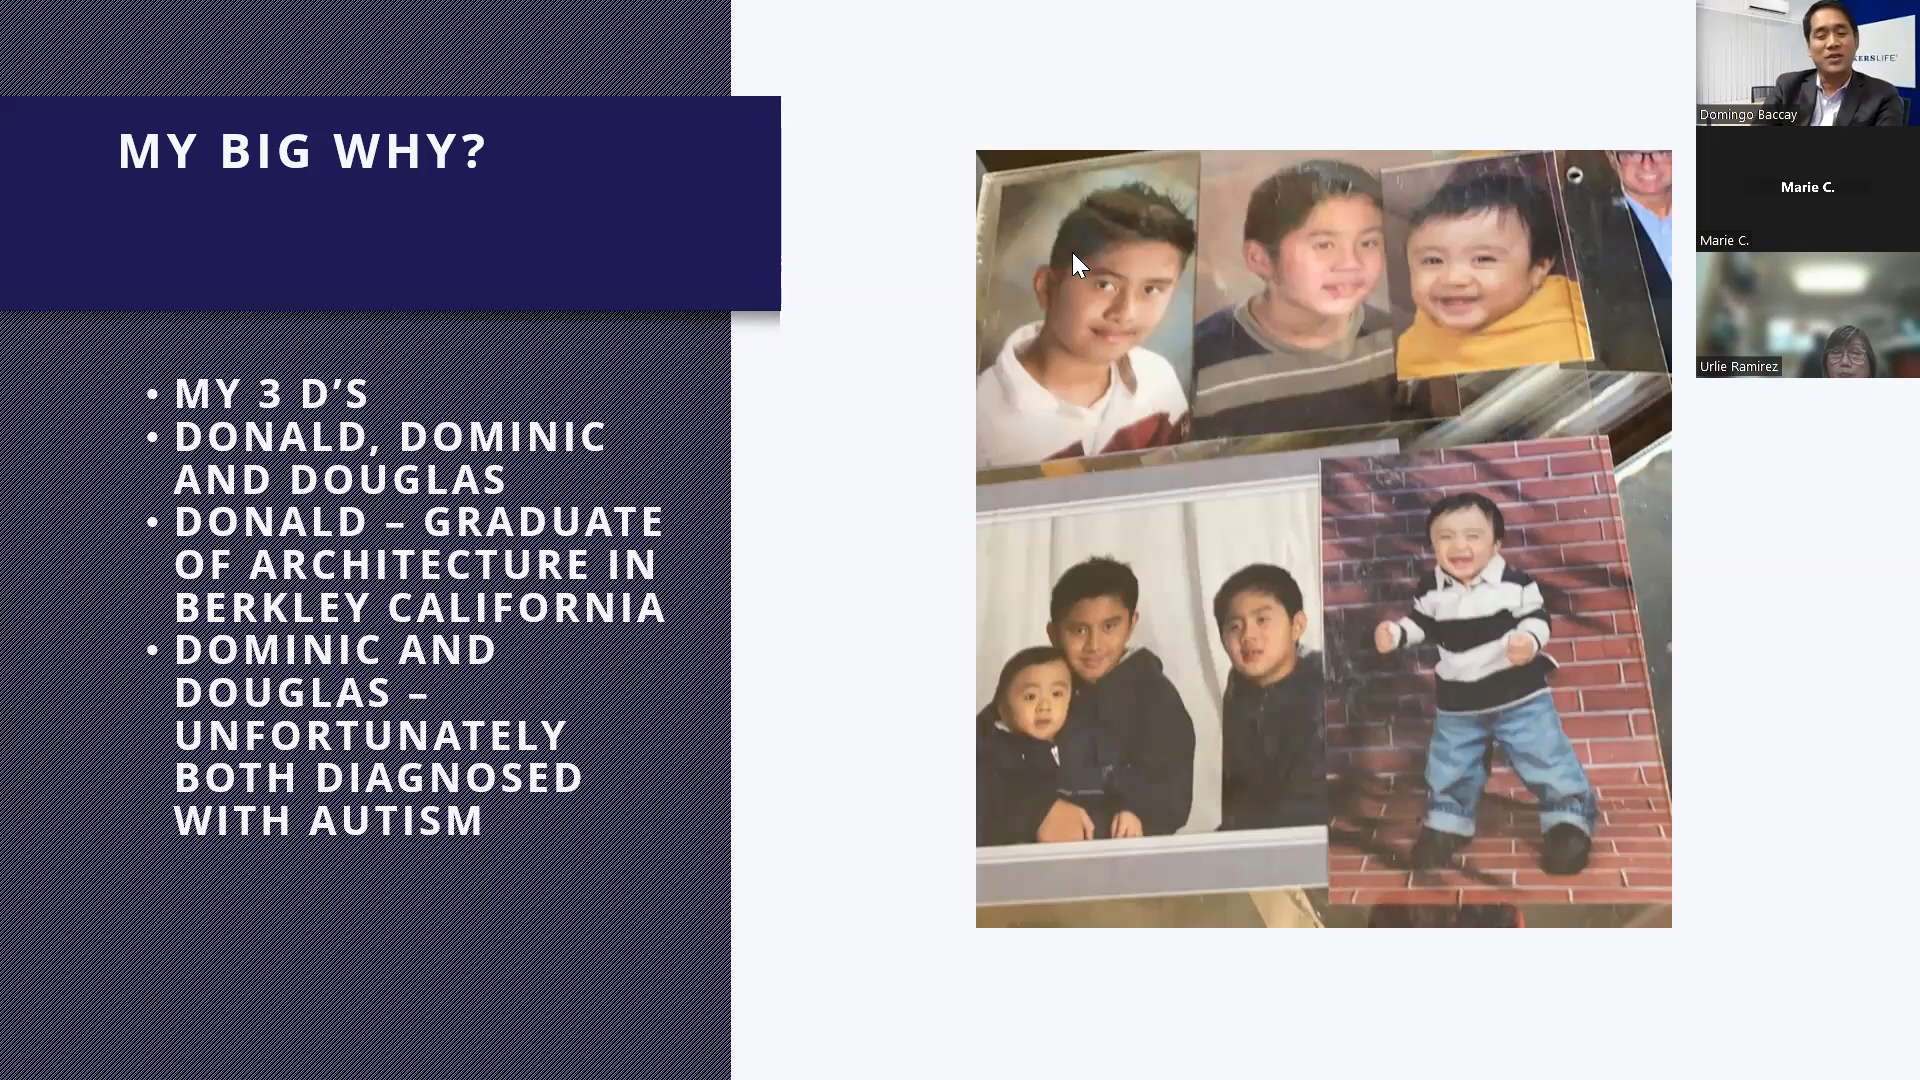 MY BIG WHY?
• MY 3 D’S
• DONALD, DOMINIC
AND DOUGLAS
• DONALD – GRADUATE
OF ARCHITECTURE IN
BERKLEY CALIFORNIA
• DOMINIC AND
DOUGLAS –
UNFORTUNATELY
BOTH DIAGNOSED
WITH AUTISM
KERSLIFE
Domingo Baccay
Marie C.
Marie C.
Urlie Ramirez